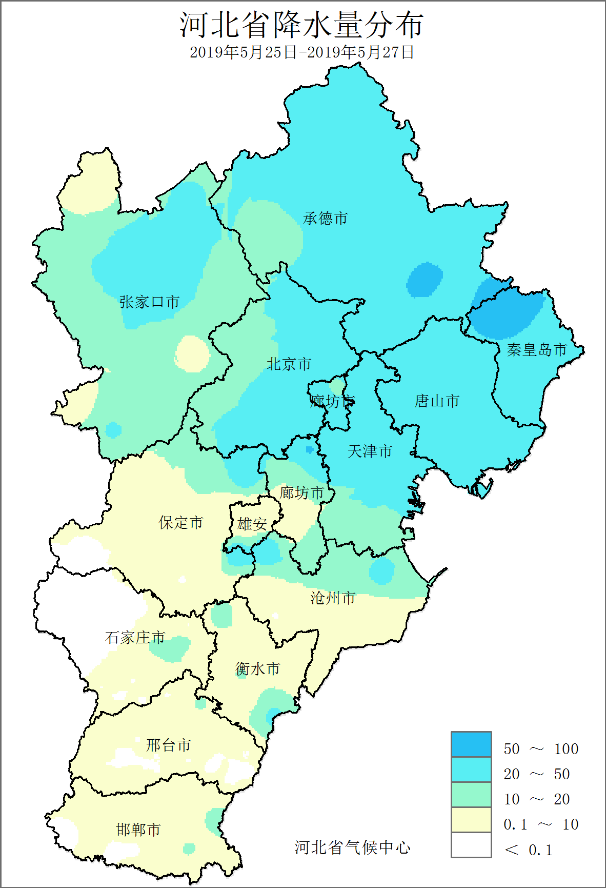 河北省降水量分布
2019年5月25日-2019年5月27日
承德市
张家口市
秦皇岛市
北京市
廊坊市
唐山市
天津市
廊坊市
保定市
雄安
沧州市
石家庄市
衡水市
邢台市
邯郸市
50 ～ 100
20 ～ 50
10 ～ 20
0.1 ～ 10
＜ 0.1
河北省气候中心